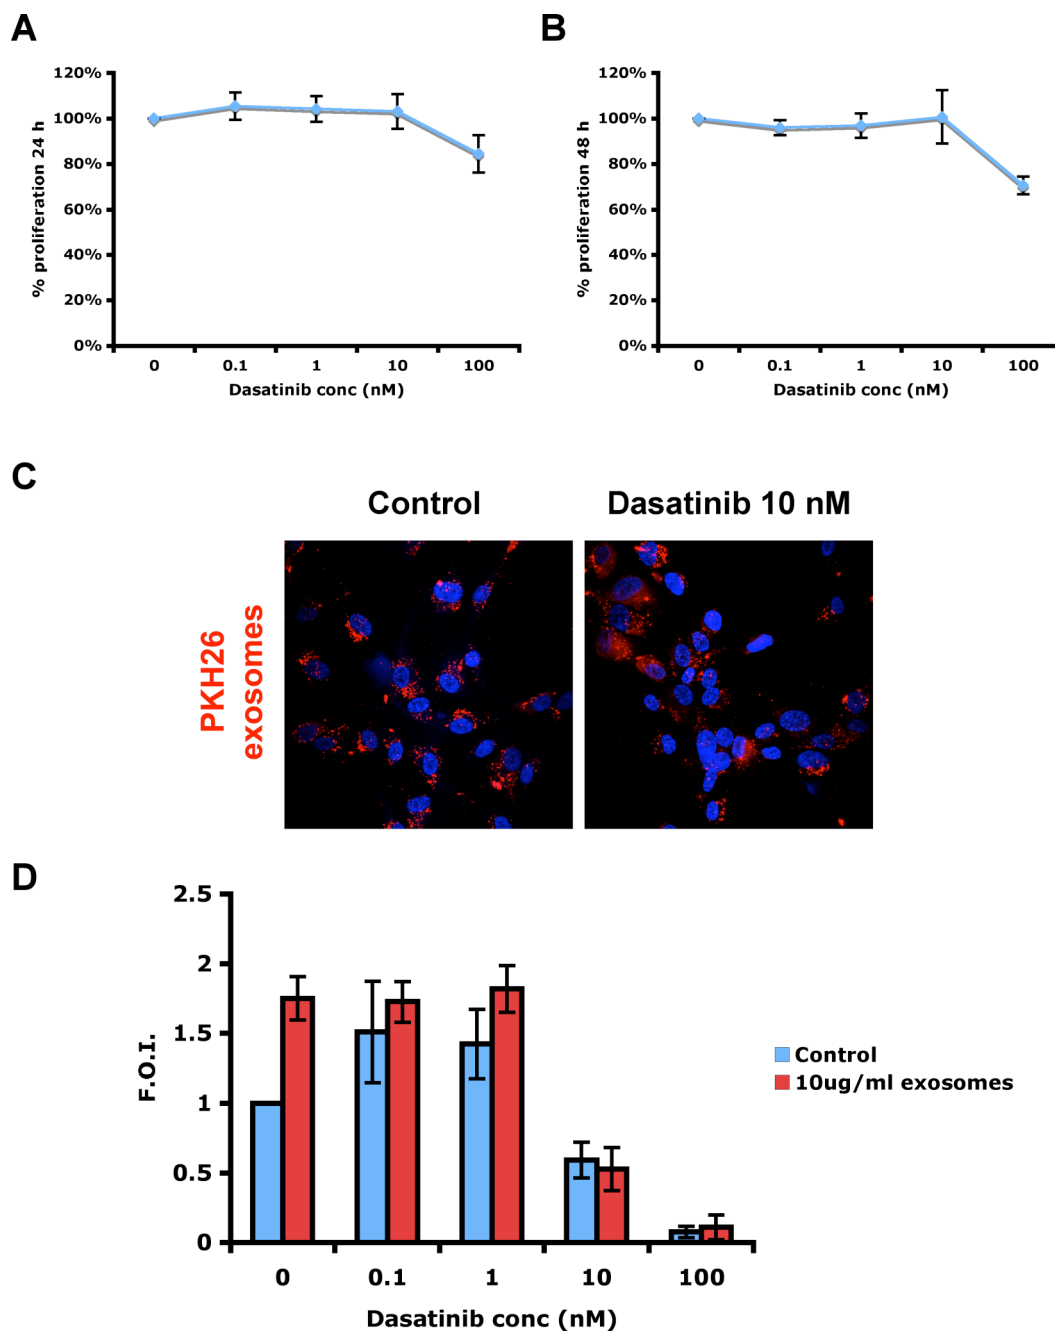 A
120%
100%
80%
60%
40%
20%
0%
% proliferation 24 h
0 0.1 1 10 100
Dasatinib conc (nM)
B
120%
100%
80%
60%
40%
20%
0%
% proliferation 48 h
0 0.1 1 10 100
Dasatinib conc (nM)
C
Control
Dasatinib 10 nM
PKH26
exosomes
D
2.5
2
1.5
1
0.5
0
F.O.I.
0 0.1 1 10 100
Dasatinib conc (nM)
Control
10ug/ml exosomes